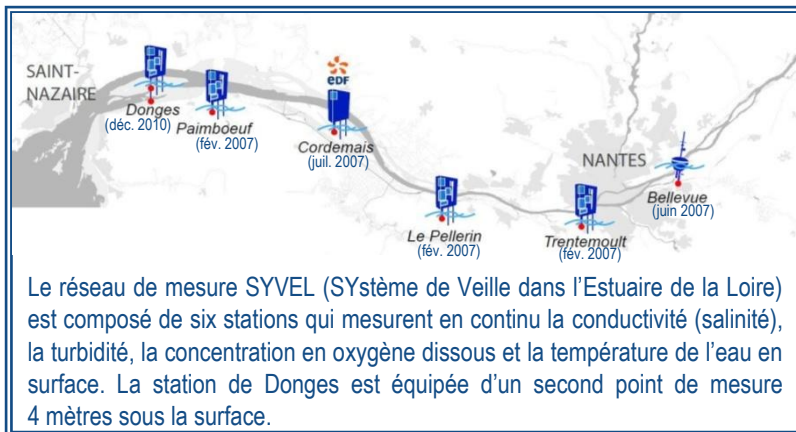 SAINT-
NAZAIRE
eDF
Donges
(déc. 2010)
Paimboeuf
(fév. 2007)
Cordemais
(juil. 2007)
NANTES
Bellevue
(juin 2007)
Le Pellerin
(fév. 2007)
Trentemoult
(fév. 2007)
Le réseau de mesure SYVEL (SYstème de Veille dans l’Estuaire de la Loire)
est composé de six stations qui mesurent en continu la conductivité (salinité),
la turbidité, la concentration en oxygène dissous et la température de l’eau en
surface. La station de Donges est équipée d’un second point de mesure
4 mètres sous la surface.